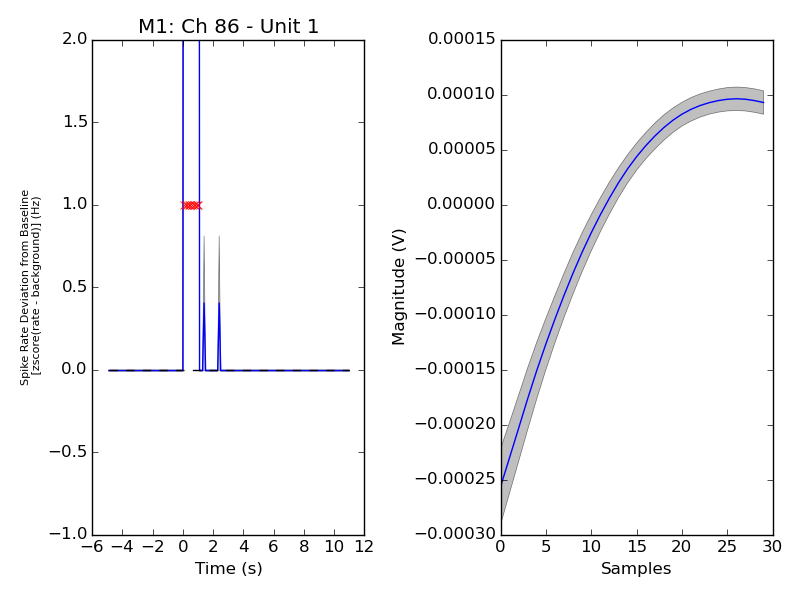 M1: Ch 86 - Unit 1
2.0
1.5
1.0
0.5
0.0
−0.5
−1.0
−6 −4 −2 0 2 4 6 8 10 12
Time (s)
Spike Rate Deviation from Baseline
[zscore(rate - background)] (Hz)
0.00015
0.00010
0.00005
0.00000
−0.00005
−0.00010
−0.00015
−0.00020
−0.00025
−0.00030
0 5 10 15 20 25 30
Samples
Magnitude (V)